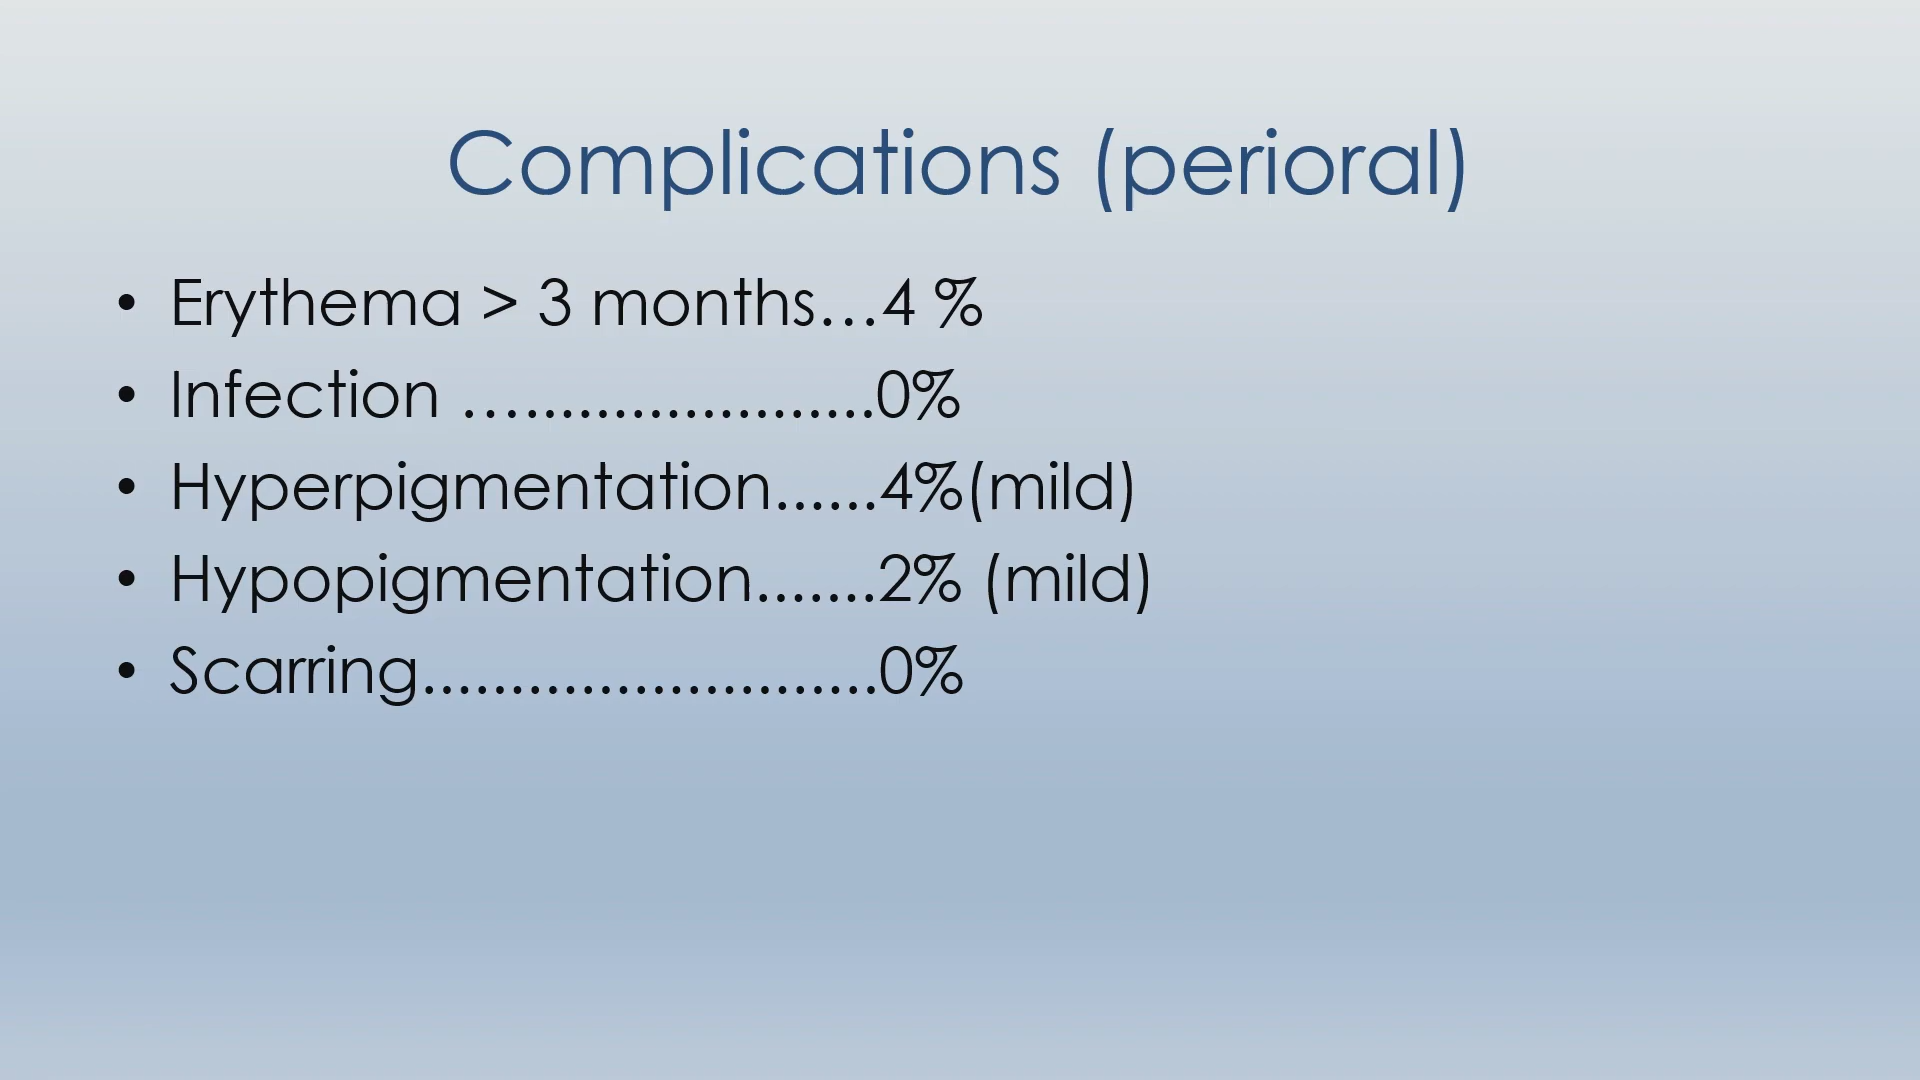 Complications (perioral)
• Erythema > 3 months…4 %
• Infection …....................0%
• Hyperpigmentation......4%(mild)
• Hypopigmentation.......2% (mild)
• Scarring..........................0%